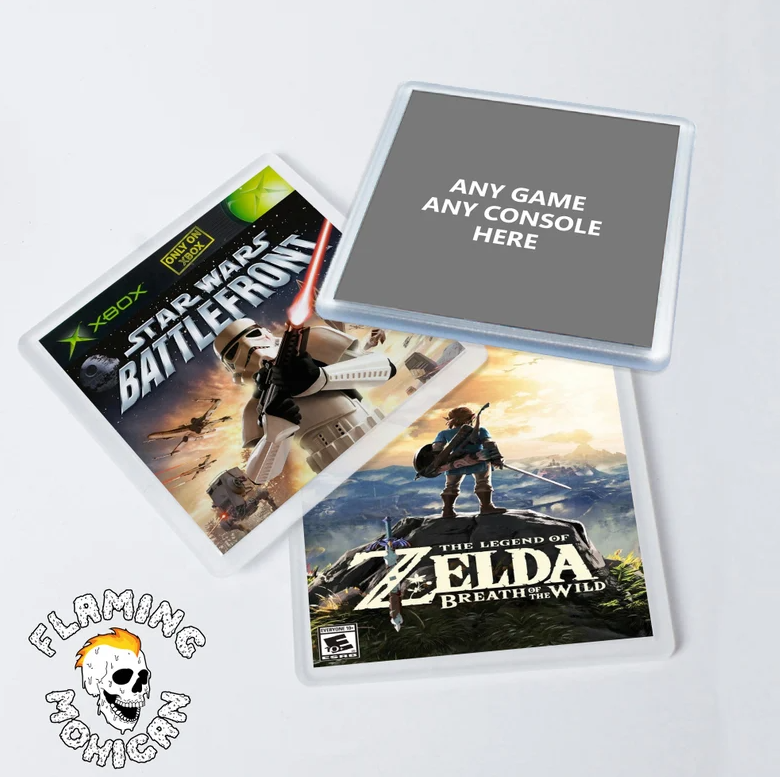 ANY GAME
ANY CONSOLE
HERE
ONLY ON
XBOX
XBOX
STAR WARS
BATTLEFRONT
THE LEGEND OF
ZELDA
BREATH OF THE WILD
EVERYONE 10+
E
10+
ESRB
FLAMING
MOHICAN